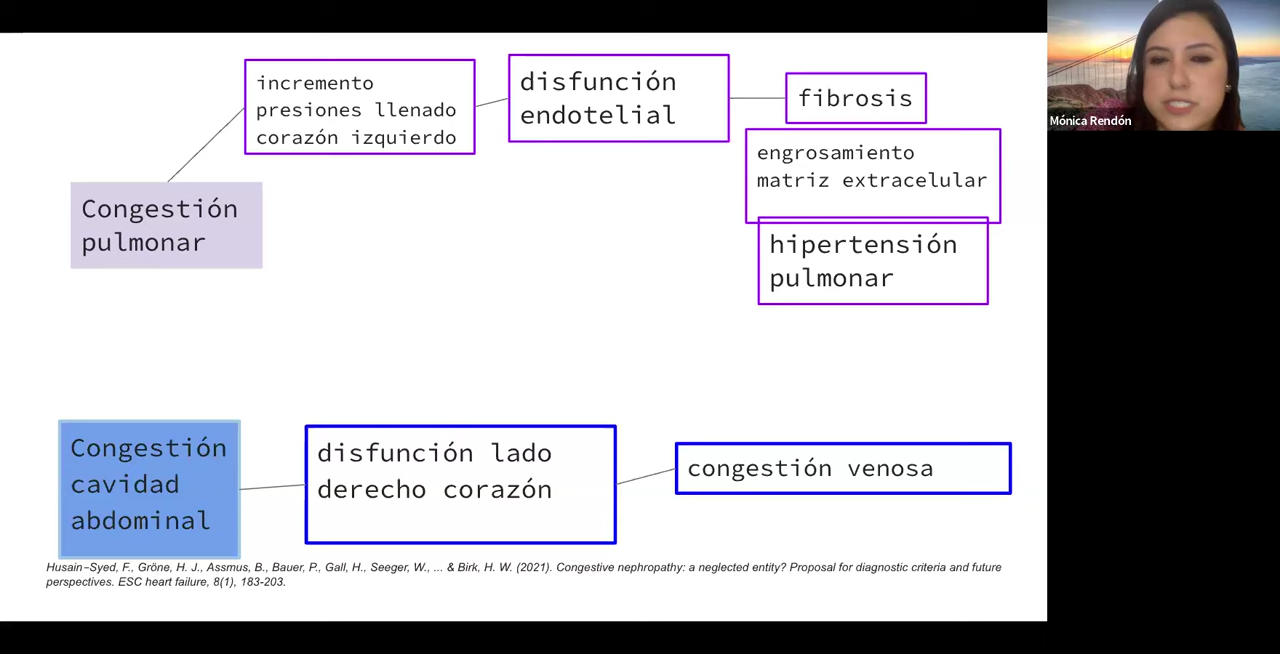 incremento
presiones llenado
corazón izquierdo
disfunción
endotelial
fibrosis
engrosamiento
matriz extracelular
Congestión
pulmonar
hipertensión
pulmonar
Mónica Rendón
Congestión
cavidad
abdominal
disfunción lado
derecho corazón
congestión venosa
Husain-Syed, F., Gröne, H. J., Assmus, B., Bauer, P., Gall, H., Seeger, W., ... & Birk, H. W. (2021). Congestive nephropathy: a neglected entity? Proposal for diagnostic criteria and future
perspectives. ESC heart failure, 8(1), 183-203.